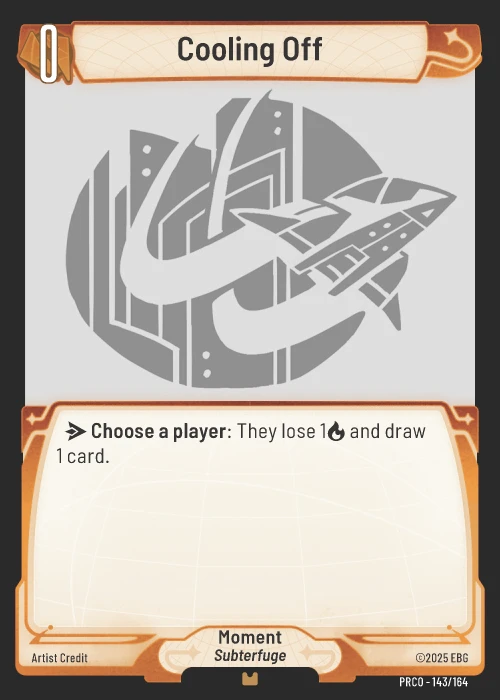 0
Cooling Off
Choose a player: They lose 1 and draw
1 card.
Moment
Subterfuge
Artist Credit
©2025 EBG
PRCO - 143/164